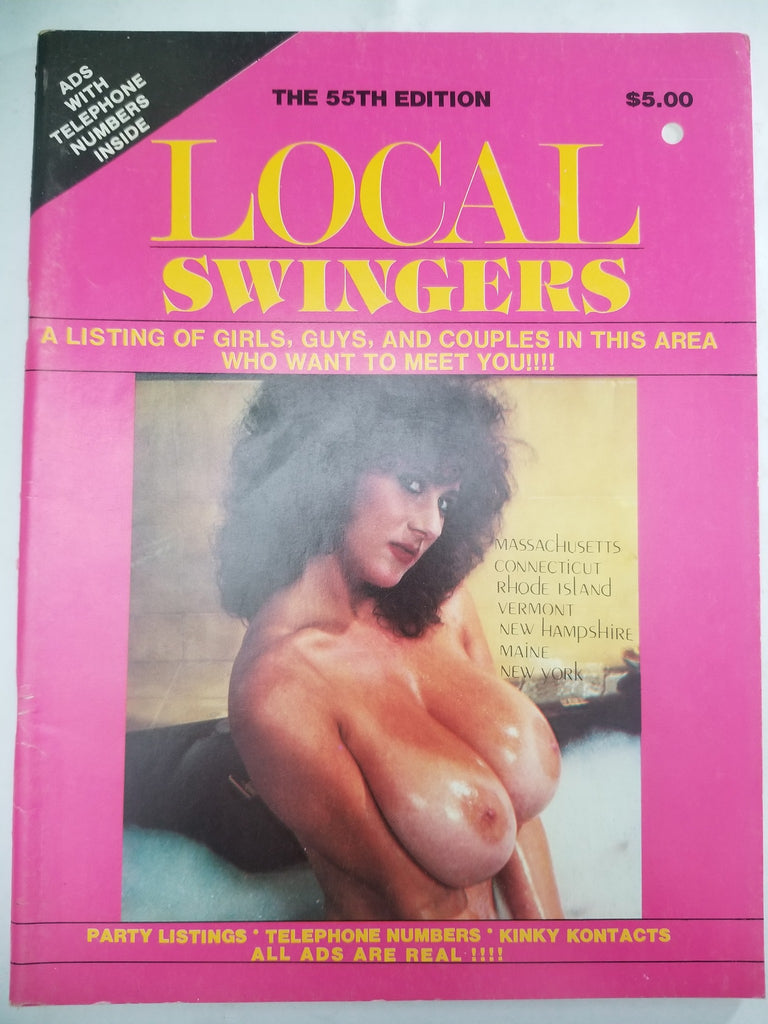 ADS
WITH
TELEPHONE
NUMBERS
INSIDE
THE 55TH EDITION
$5.00
LOCAL
SWINGERS
A LISTING OF GIRLS, GUYS, AND COUPLES IN THIS AREA
WHO WANT TO MEET YOU!!!!
MASSACHUSETTS
CONNECTICUT
RHODE ISLAND
VERMONT
NEW HAMPSHIRE
MAINE
NEW YORK
PARTY LISTINGS * TELEPHONE NUMBERS * KINKY KONTACTS
ALL ADS ARE REAL !!!!